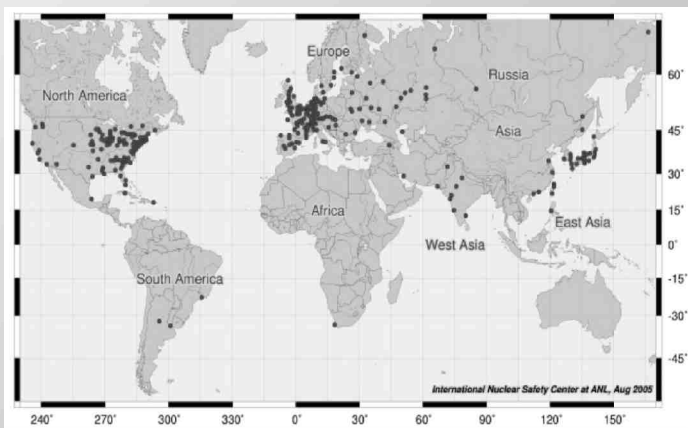 Europe
60°
Russia
North America
45°
Asia
30°
Africa
15°
East Asia
West Asia
0°
South America
-15°
-30°
-45°
International Nuclear Safety Center at ANL, Aug 2005
240° 270° 300° 330° 0° 30° 60° 90° 120° 150°